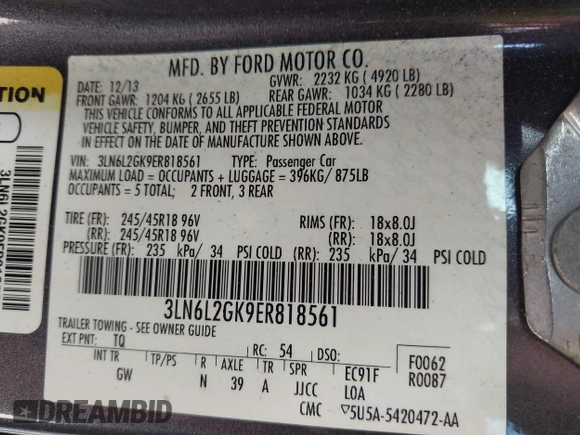 MFD. BY FORD MOTOR CO.
DATE: 12/13 GVWR: 2232 KG ( 4920 LB)
FRONT GAWR: 1204 KG ( 2655 LB) REAR GAWR: 1034 KG ( 2280 LB)
THIS VEHICLE CONFORMS TO ALL APPLICABLE FEDERAL MOTOR
VEHICLE SAFETY, BUMPER, AND THEFT PREVENTION STANDARDS
IN EFFECT ON THE DATE OF MANUFACTURE SHOWN ABOVE.
VIN: 3LN6L2GK9ER818561 TYPE: Passenger Car
MAXIMUM LOAD = OCCUPANTS + LUGGAGE = 396KG/ 875LB
OCCUPANTS = 5 TOTAL; 2 FRONT, 3 REAR
TIRE (FR): 245/45R18 96V RIMS (FR): 18x8.0J
(RR): 245/45R18 96V (RR): 18x8.0J
PRESSURE (FR): 235 kPa/ 34 PSI COLD (RR): 235 kPa/ 34 PSI COLD
3LN6L2GK9ER818561
TRAILER TOWING - SEE OWNER GUIDE
EXT PNT: TQ RC: 54 DSO: F0062
INT TR TP/PS R AXLE TR SPR EC91F R0087
GW N 39 A JJCC LOA
CMC ▽5U5A-5420472-AA
TION
DREAMBID